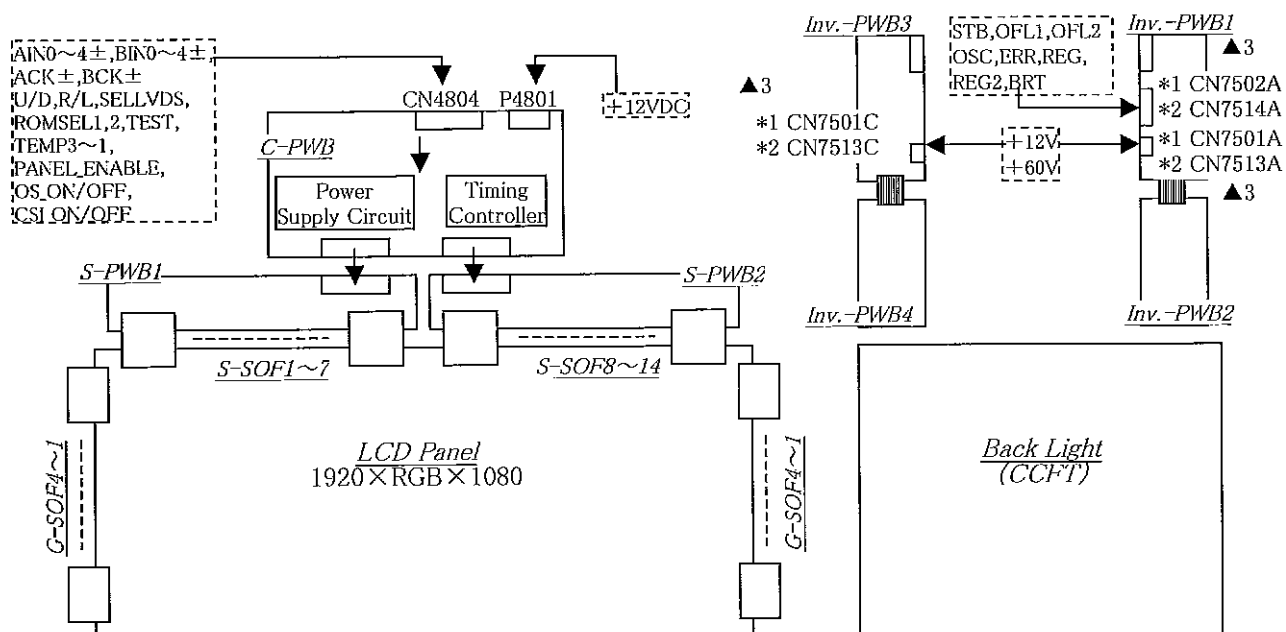 AIN0～4±,BIN0～4±
ACK±,BCK±
U/D,R/L,SELLVDS,
ROMSEL1,2,TEST,
TEMP3～1,
PANEL_ENABLE,
OS_ON/OFF,
CSI ON/OFF
CN4804
P4801
+12VDC
C-PWB
Power
Supply Circuit
Timing
Controller
S-PWB1
S-PWB2
S-SOF1～7
S-SOF8～14
G-SOF4～1
LCD Panel
1920×RGB×1080
G-SOF4～1
Inv.-PWB3
STB,OFL1,OFL2
OSC,ERR,REG,
REG2,BRT
Inv.-PWB1
▲3
▲3
*1 CN7502A
*2 CN7514A
*1 CN7501C
*2 CN7513C
+12V
+60V
*1 CN7501A
*2 CN7513A
▲3
Inv.-PWB4
Inv.-PWB2
Back Light
(CCFT)